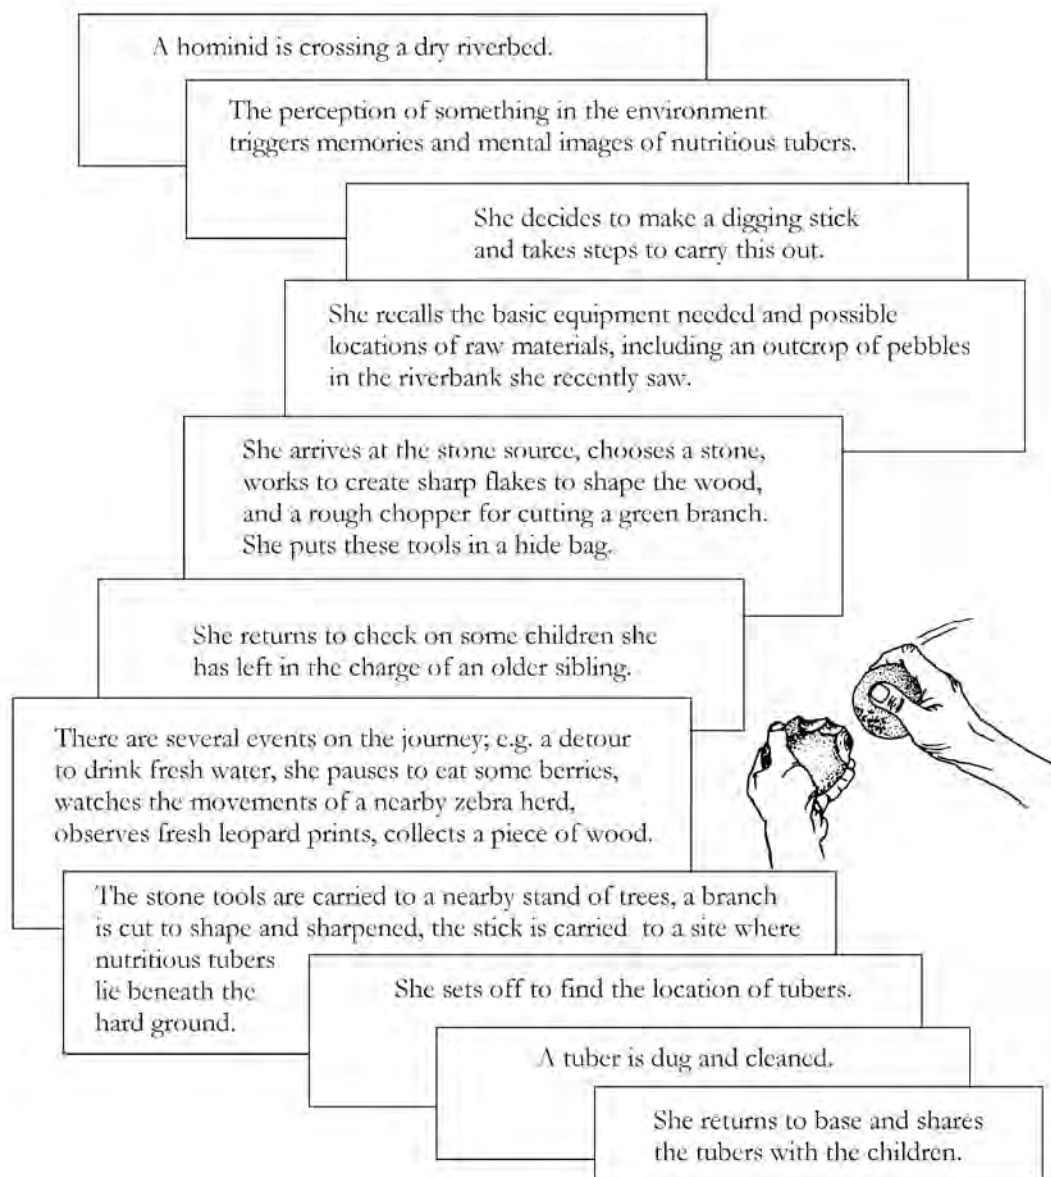 A hominid is crossing a dry riverbed.
The perception of something in the environment
triggers memories and mental images of nutritious tubers.
She decides to make a digging stick
and takes steps to carry this out.
She recalls the basic equipment needed and possible
locations of raw materials, including an outcrop of pebbles
in the riverbank she recently saw.
She arrives at the stone source, chooses a stone,
works to create sharp flakes to shape the wood,
and a rough chopper for cutting a green branch.
She puts these tools in a hide bag.
She returns to check on some children she
has left in the charge of an older sibling.
There are several events on the journey; e.g. a detour
to drink fresh water, she pauses to eat some berries,
watches the movements of a nearby zebra herd,
observes fresh leopard prints, collects a piece of wood.
The stone tools are carried to a nearby stand of trees, a branch
is cut to shape and sharpened, the stick is carried to a site where
nutritious tubers
lie beneath the
hard ground.
She sets off to find the location of tubers.
A tuber is dug and cleaned.
She returns to base and shares
the tubers with the children.